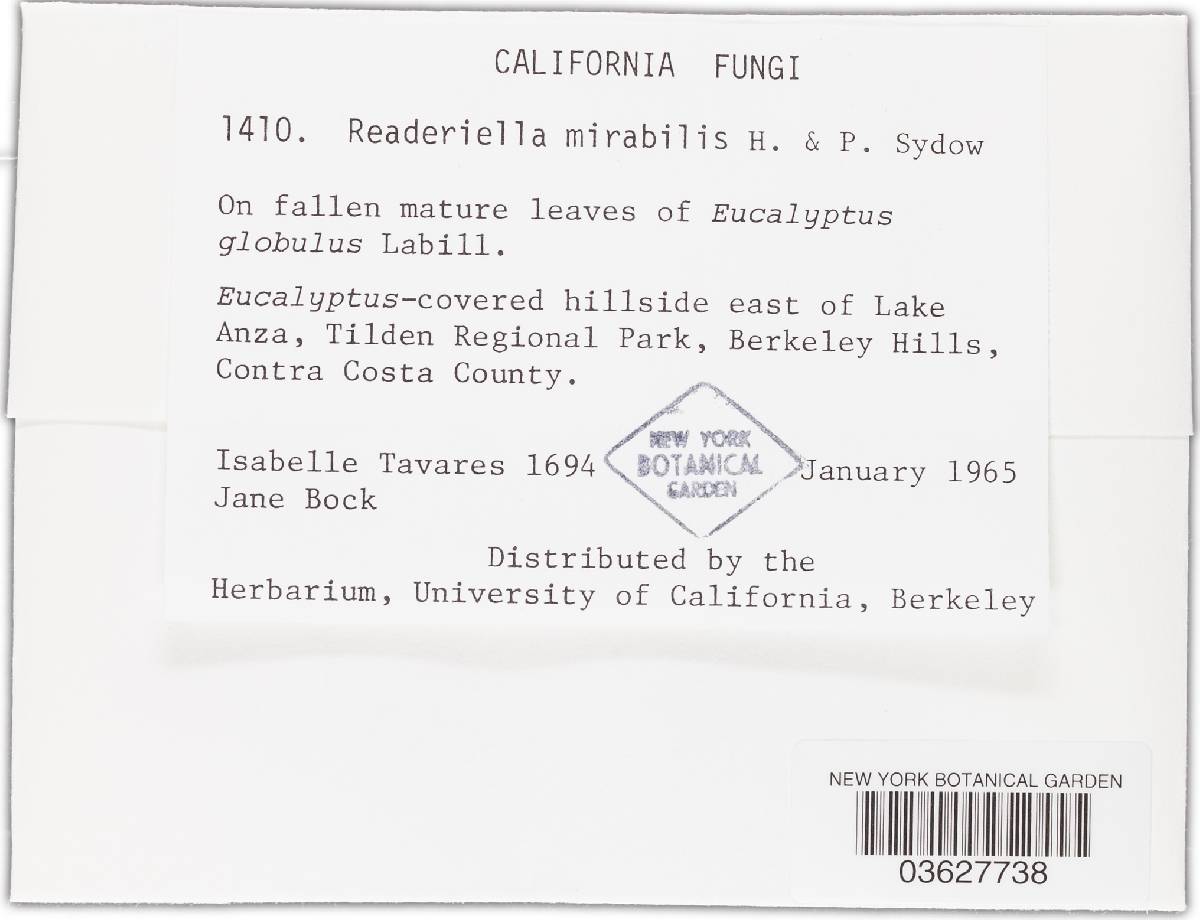 CALIFORNIA FUNGI
1410. Readeriella mirabilis H. & P. Sydow
On fallen mature leaves of Eucalyptus
globulus Labill.
Eucalyptus-covered hillside east of Lake
Anza, Tilden Regional Park, Berkeley Hills,
Contra Costa County.
Isabelle Tavares 1694
January 1965
Jane Bock
NEW YORK
BOTANICAL
GARDEN
Distributed by the
Herbarium, University of California, Berkeley
NEW YORK BOTANICAL GARDEN
03627738